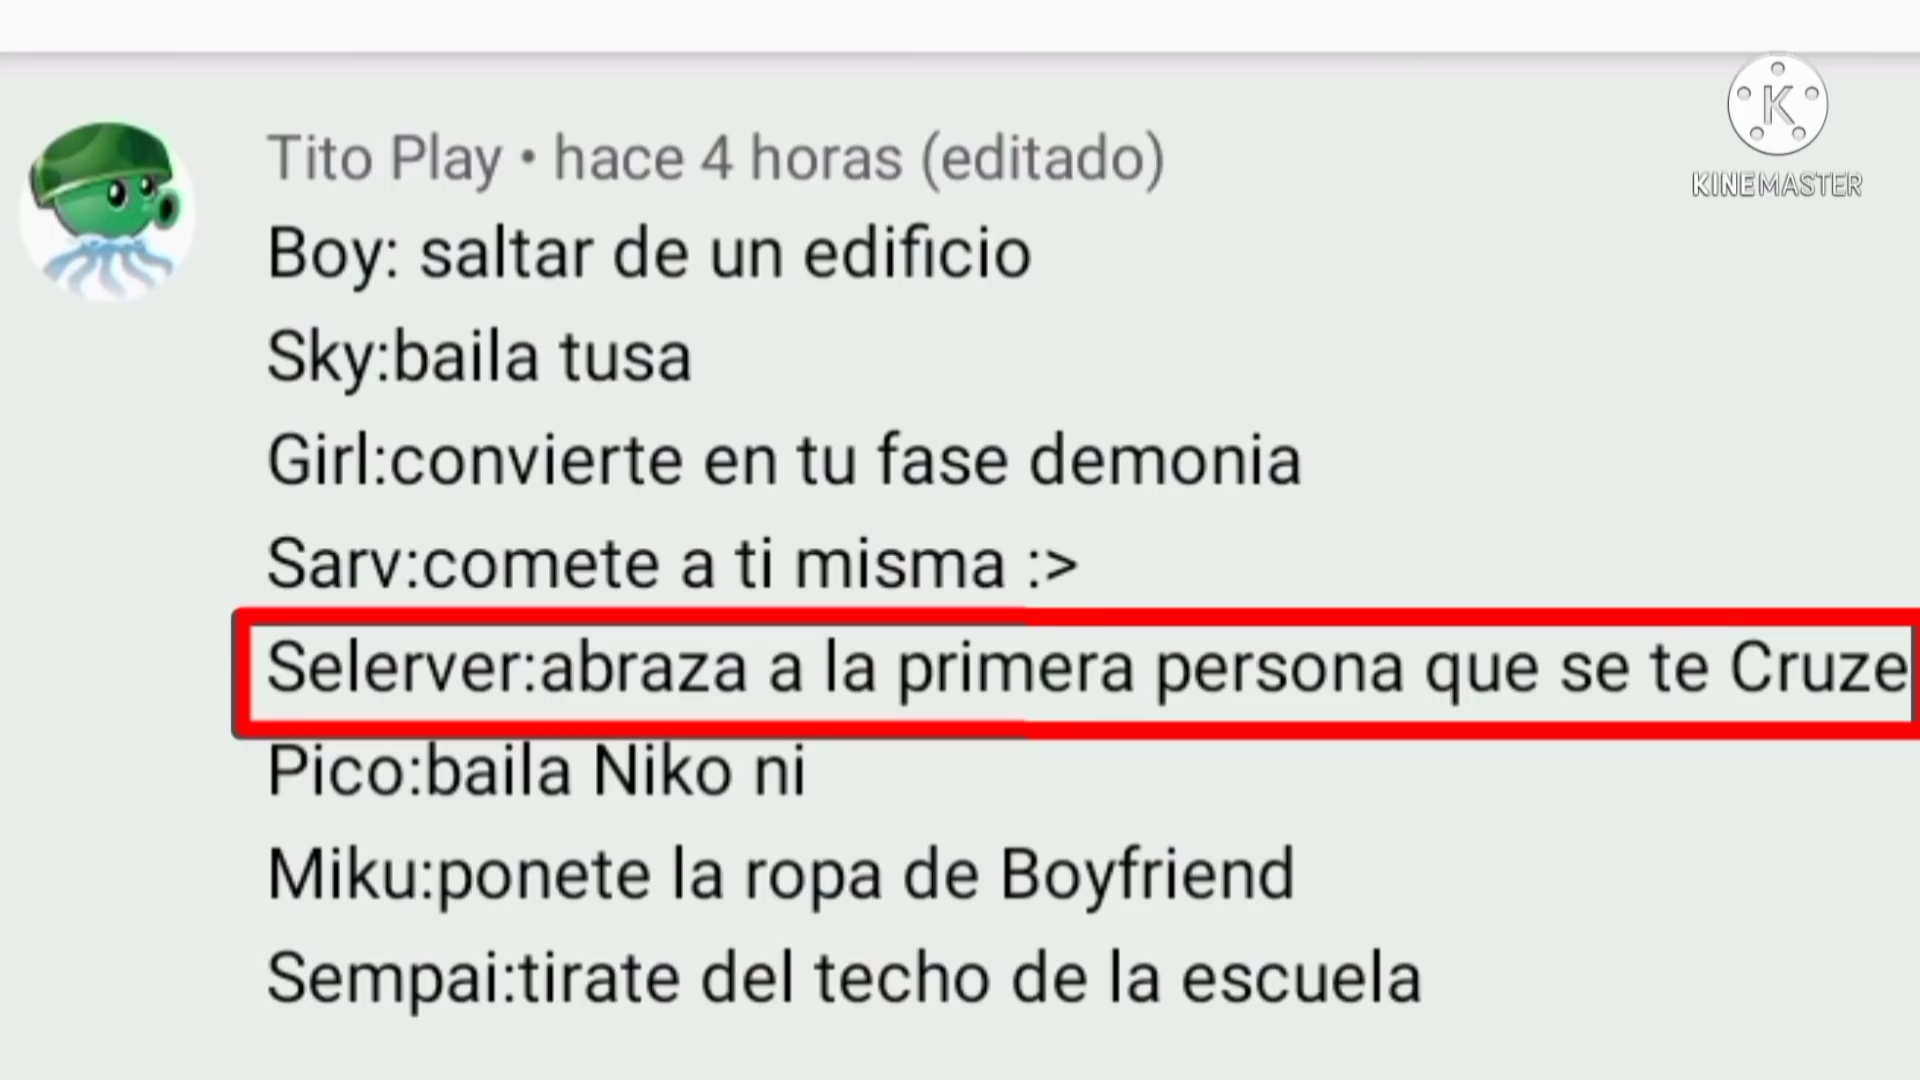 Tito Play • hace 4 horas (editado)
KINEMASTER
Boy: saltar de un edificio
Sky:baila tusa
Girl:convierte en tu fase demonia
Sarv:comete a ti misma :>
Selerver:abraza a la primera persona que se te Cruze
Pico:baila Niko ni
Miku:ponete la ropa de Boyfriend
Sempai:tirate del techo de la escuela